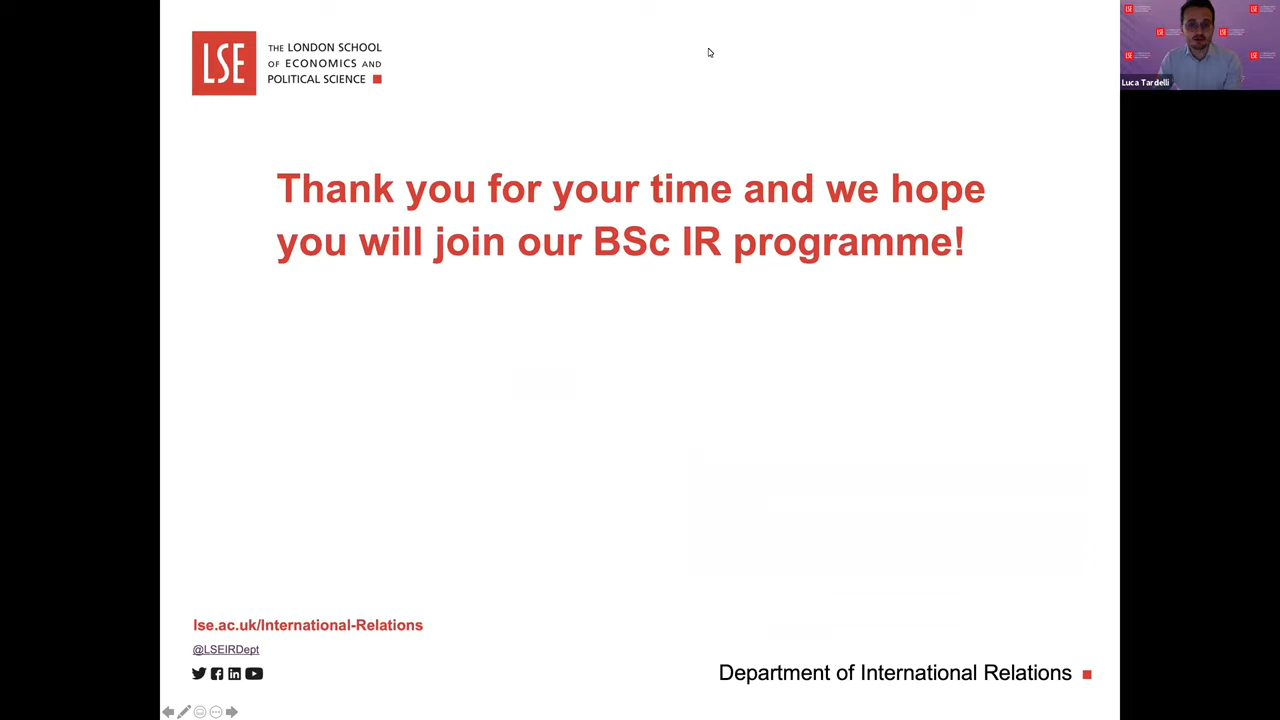 LSE
THE LONDON SCHOOL
OF ECONOMICS AND
POLITICAL SCIENCE
Luca Tardelli
Thank you for your time and we hope
you will join our BSc IR programme!
lse.ac.uk/International-Relations
@LSEIRDept
Department of International Relations